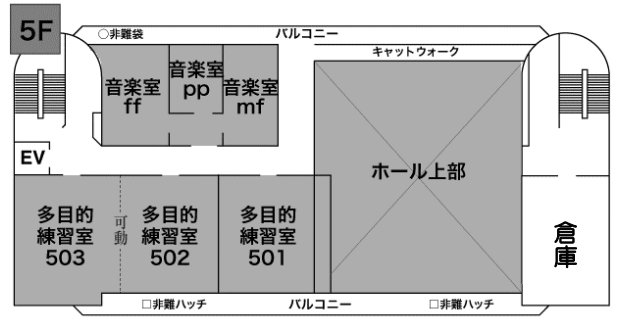 5F
○非難袋
バルコニー
キャットウォーク
音楽室
ff
音楽室
pp
音楽室
mf
ホール上部
EV
多目的
練習室
503
可動
多目的
練習室
502
多目的
練習室
501
倉庫
□非難ハッチ
バルコニー
□非難ハッチ